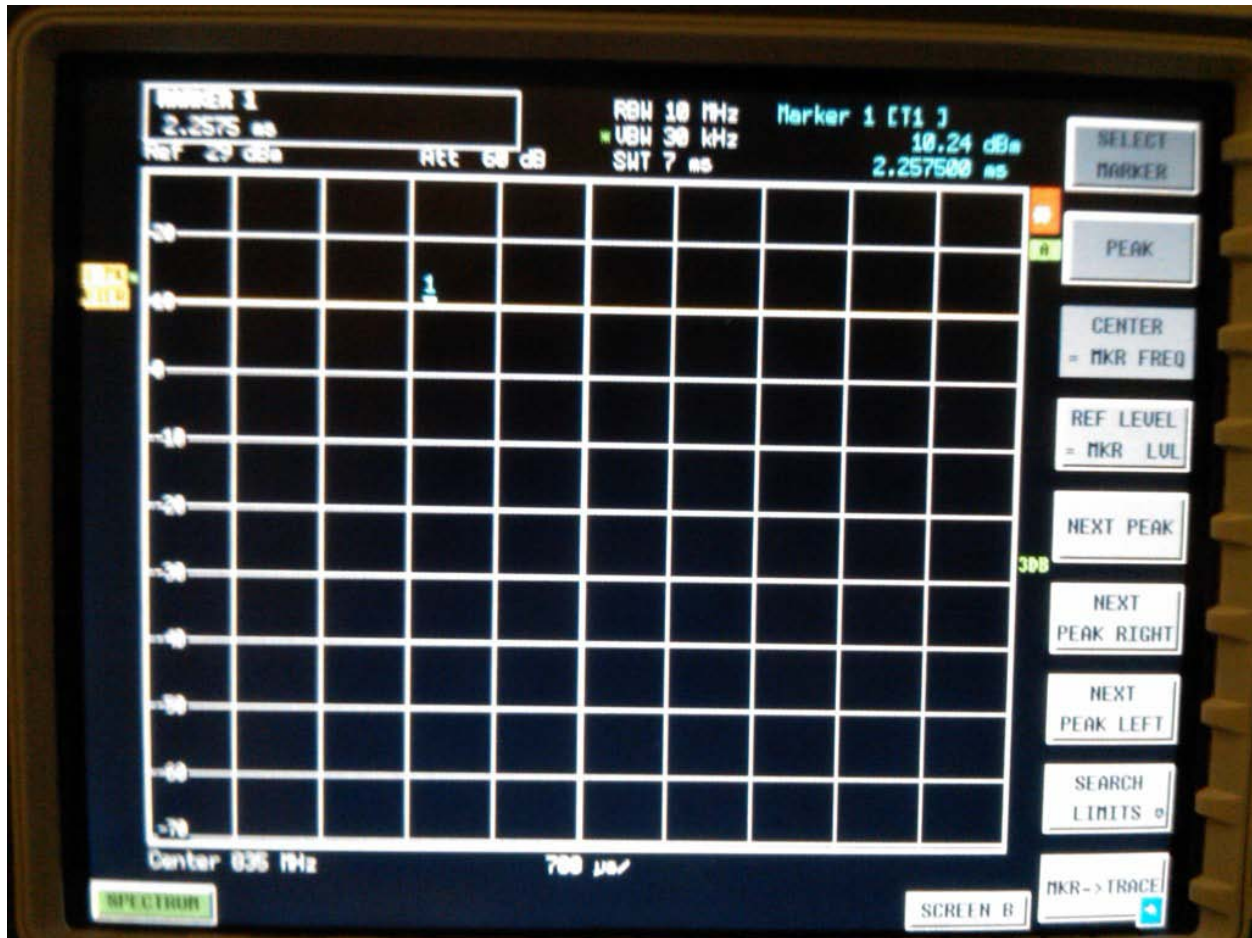 MARKER 1
2.2575 ms
Ref 29 dBm
Att 60 dB
RBW 10 MHz
VBW 30 kHz
SWT 7 ms
Marker 1 [T1 ]
10.24 dBm
2.257500 ms
20
10
0
-10
-20
-30
-40
-50
-60
-70
1
A
3DB
Center 835 MHz
700 µs/
SPECTRUM
SCREEN B
SELECT
MARKER
PEAK
CENTER
= MKR FREQ
REF LEVEL
= MKR LVL
NEXT PEAK
NEXT
PEAK RIGHT
NEXT
PEAK LEFT
SEARCH
LIMITS
MKR->TRACE